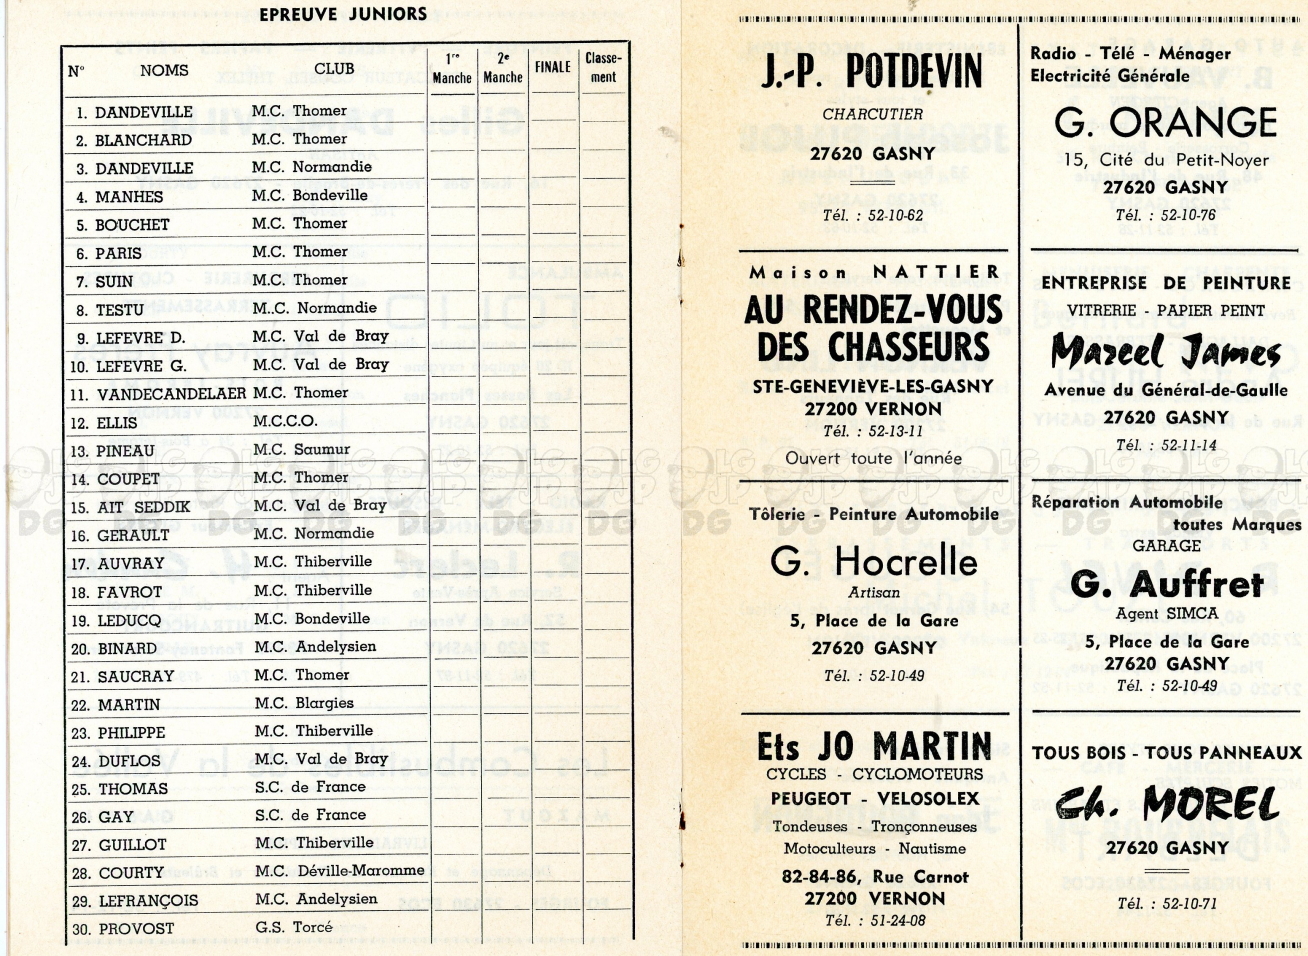 EPREUVE JUNIORS
N° NOMS CLUB 1re Manche 2e Manche FINALE Classe-ment
1. DANDEVILLE M.C. Thomer
2. BLANCHARD M.C. Thomer
3. DANDEVILLE M.C. Normandie
4. MANHES M.C. Bondeville
5. BOUCHET M.C. Thomer
6. PARIS M.C. Thomer
7. SUIN M.C. Thomer
8. TESTU M..C. Normandie
9. LEFEVRE D. M.C. Val de Bray
10. LEFEVRE G. M.C. Val de Bray
11. VANDECANDELAER M.C. Thomer
12. ELLIS M.C.C.O.
13. PINEAU M.C. Saumur
14. COUPET M.C. Thomer
15. AIT SEDDIK M.C. Val de Bray
16. GERAULT M.C. Normandie
17. AUVRAY M.C. Thiberville
18. FAVROT M.C. Thiberville
19. LEDUCQ M.C. Bondeville
20. BINARD M.C. Andelysien
21. SAUCRAY M.C. Thomer
22. MARTIN M.C. Blargies
23. PHILIPPE M.C. Thiberville
24. DUFLOS M.C. Val de Bray
25. THOMAS S.C. de France
26. GAY S.C. de France
27. GUILLOT M.C. Thiberville
28. COURTY M.C. Déville-Maromme
29. LEFRANÇOIS M.C. Andelysien
30. PROVOST G.S. Torcé
J.-P. POTDEVIN
CHARCUTIER
27620 GASNY
Tél. : 52-10-62
Maison NATTIER
AU RENDEZ-VOUS
DES CHASSEURS
STE-GENEVIÈVE-LES-GASNY
27200 VERNON
Tél. : 52-13-11
Ouvert toute l'année
Tôlerie - Peinture Automobile
G. Hocrelle
Artisan
5, Place de la Gare
27620 GASNY
Tél. : 52-10-49
Ets JO MARTIN
CYCLES - CYCLOMOTEURS
PEUGEOT - VELOSOLEX
Tondeuses - Tronçonneuses
Motoculteurs - Nautisme
82-84-86, Rue Carnot
27200 VERNON
Tél. : 51-24-08
Radio - Télé - Ménager
Electricité Générale
G. ORANGE
15, Cité du Petit-Noyer
27620 GASNY
Tél. : 52-10-76
ENTREPRISE DE PEINTURE
VITRERIE - PAPIER PEINT
Marcel James
Avenue du Général-de-Gaulle
27620 GASNY
Tél. : 52-11-14
Réparation Automobile
toutes Marques
GARAGE
G. Auffret
Agent SIMCA
5, Place de la Gare
27620 GASNY
Tél. : 52-10-49
TOUS BOIS - TOUS PANNEAUX
Ch. MOREL
27620 GASNY
Tél. : 52-10-71